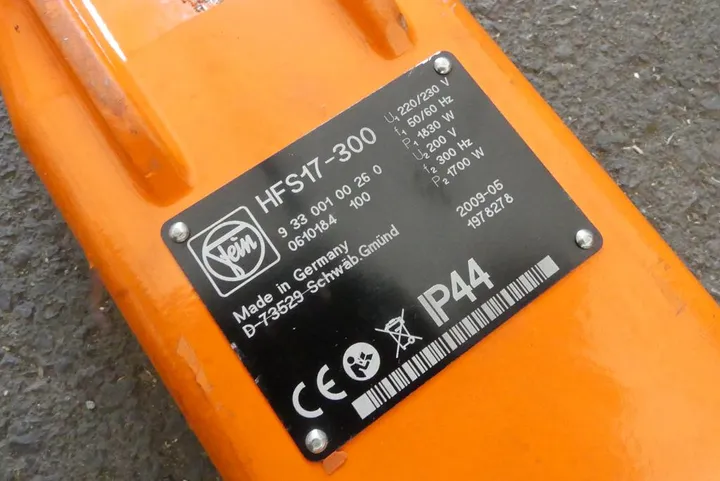 Fein
HFS17-300
9 33 001 00 26 0
0610184 100
Made in Germany
D-73529-Schwäb.Gmünd
U1 220/230 V
f1 50/60 Hz
P1 1830 W
U2 200 V
f2 300 Hz
P2 1700 W
2009-05
1978278
CE
IP44